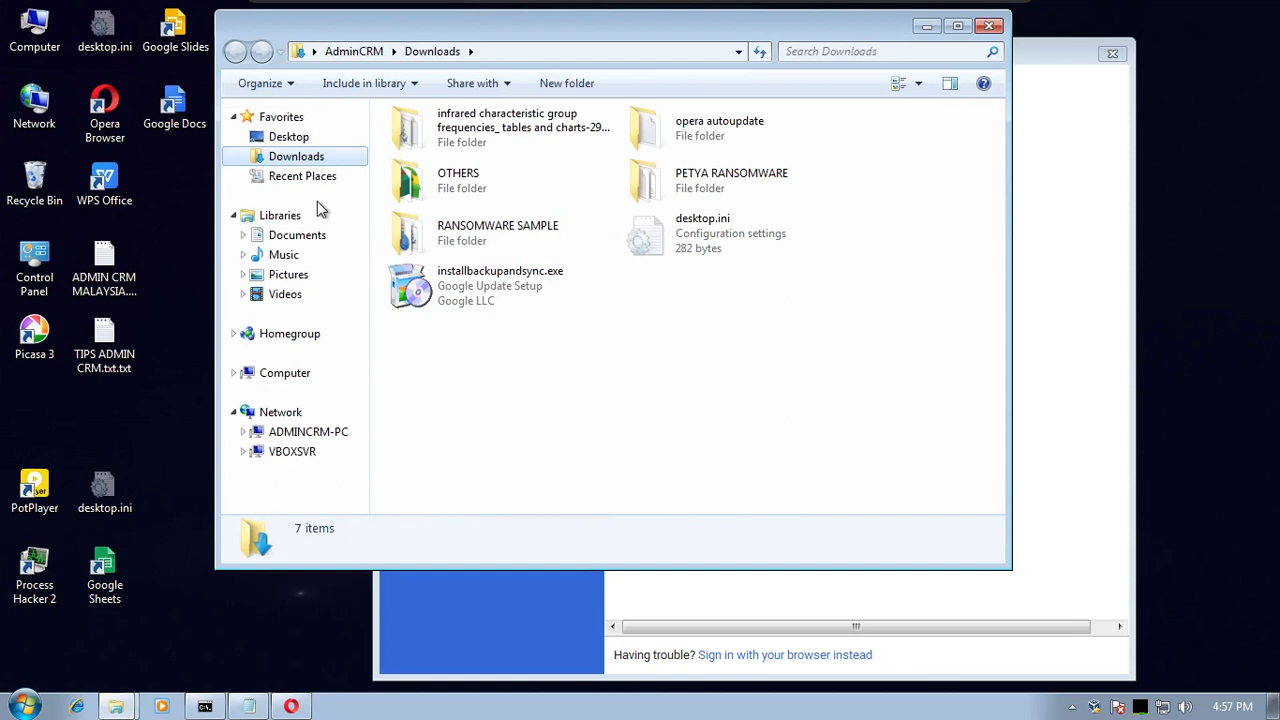 Computer
desktop.ini
Google Slides
Network
Opera
Browser
Google Docs
Recycle Bin
WPS Office
Control
Panel
ADMIN CRM
MALAYSIA....
Picasa 3
TIPS ADMIN
CRM.txt.txt
PotPlayer
desktop.ini
Process
Hacker 2
Google
Sheets
AdminCRM
Downloads
Search Downloads
Organize
Include in library
Share with
New folder
Favorites
Desktop
Downloads
Recent Places
Libraries
Documents
Music
Pictures
Videos
Homegroup
Computer
Network
ADMINCRM-PC
VBOXSVR
infrared characteristic group
frequencies_ tables and charts-29...
File folder
opera autoupdate
File folder
OTHERS
File folder
PETYA RANSOMWARE
File folder
RANSOMWARE SAMPLE
File folder
desktop.ini
Configuration settings
282 bytes
installbackupandsync.exe
Google Update Setup
Google LLC
7 items
Having trouble? Sign in with your browser instead
4:57 PM